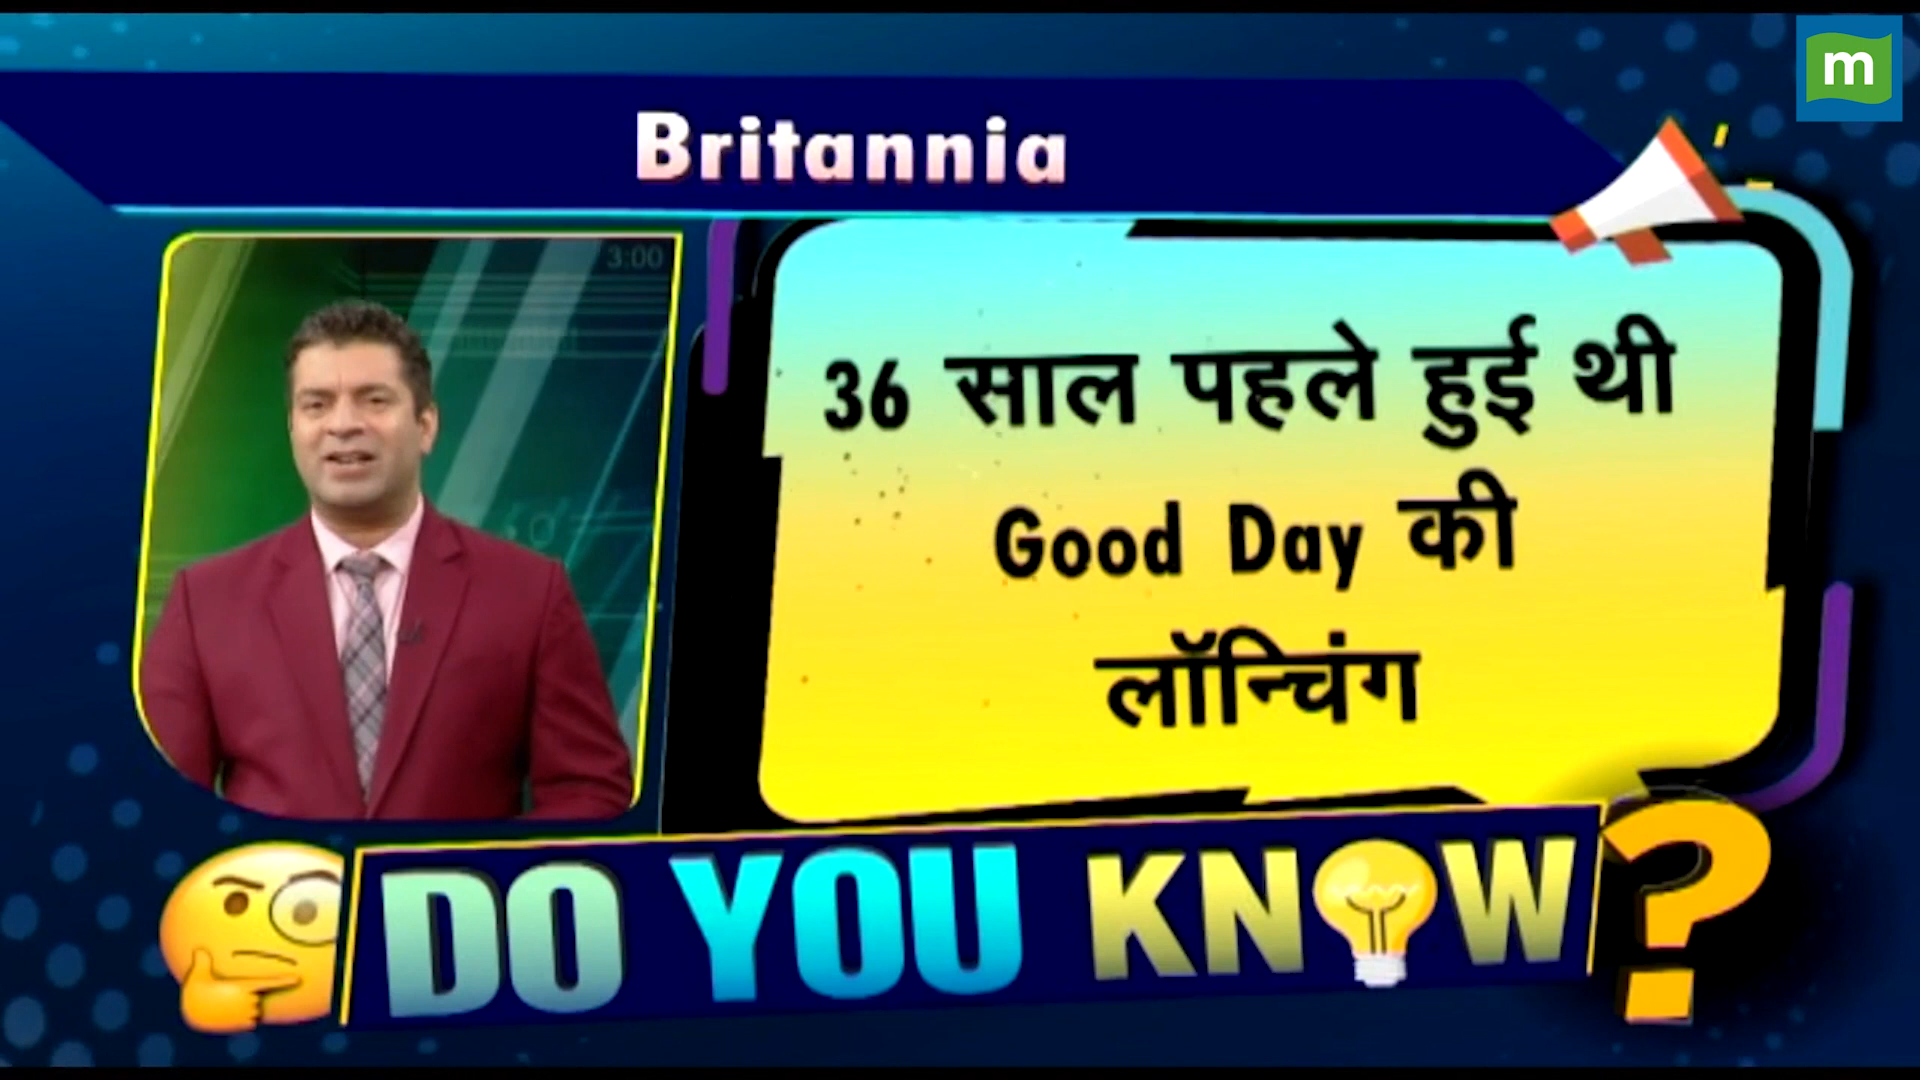 m
Britannia
3:00
36 साल पहले हुई थी
Good Day की
लॉन्चिंग
DO YOU KNOW?